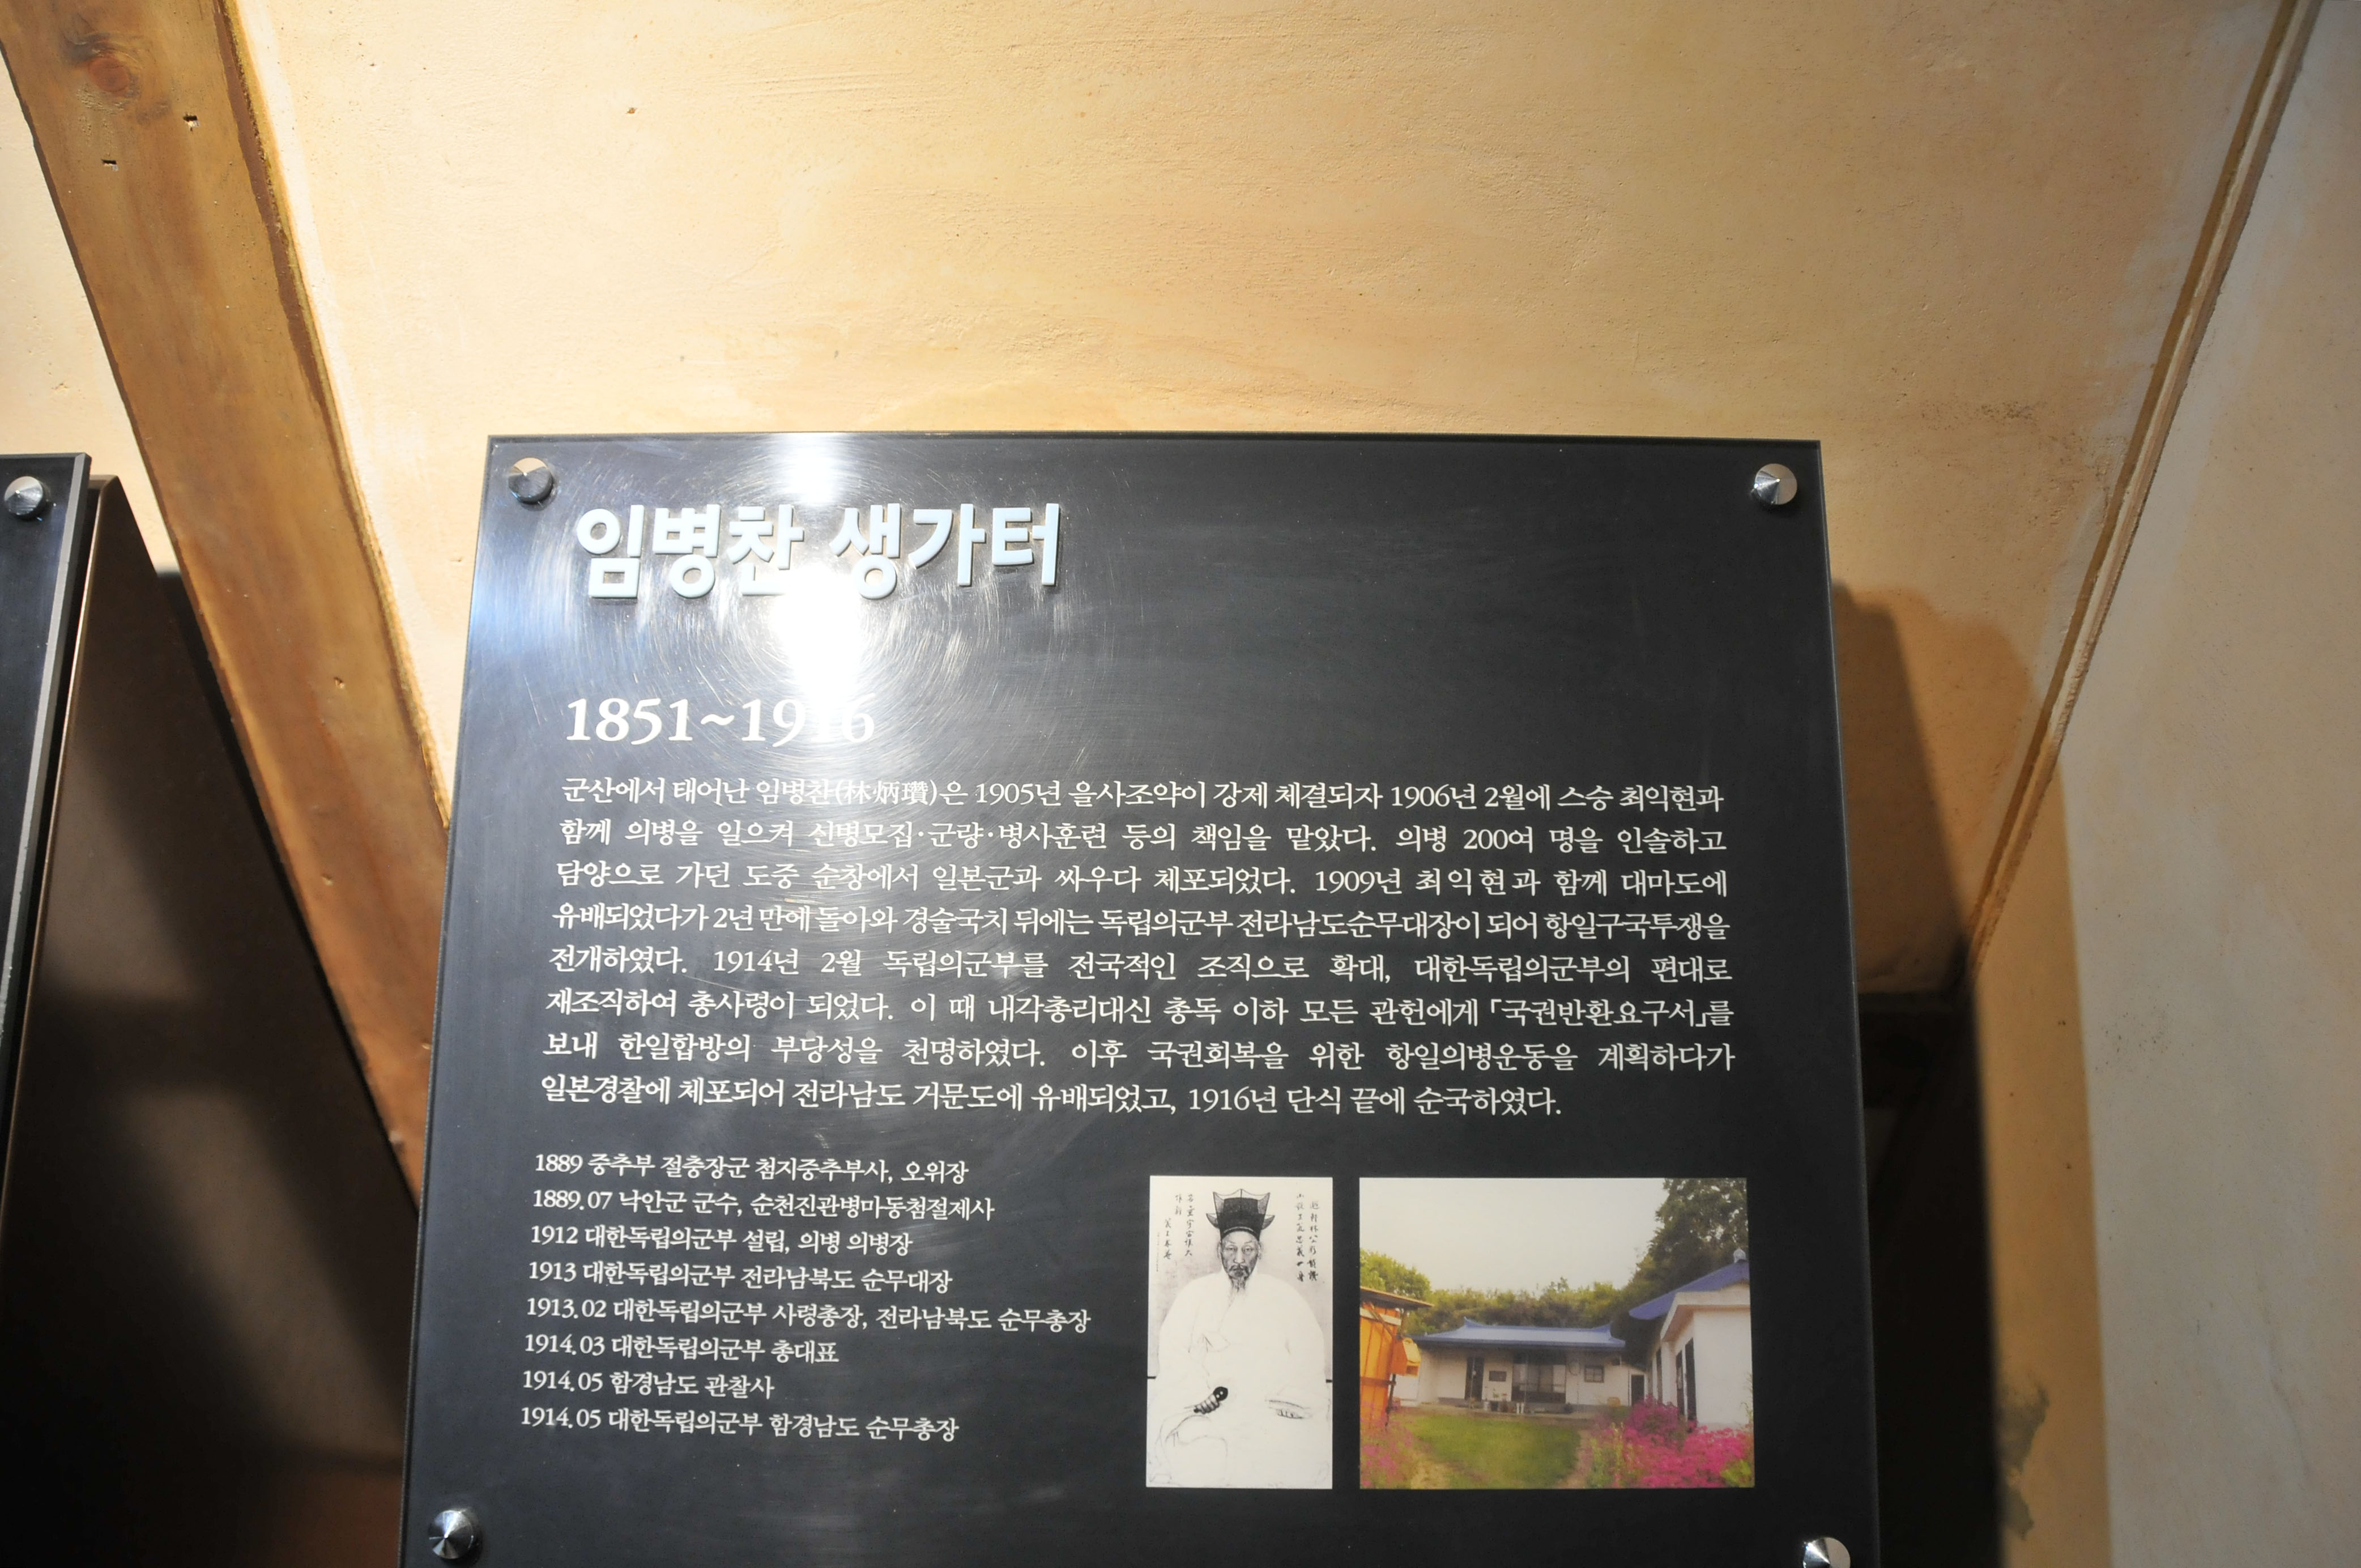 임병찬 생가터
1851~1916
군산에서 태어난 임병찬(林炳瓚)은 1905년 을사조약이 강제 체결되자 1906년 2월에 스승 최익현과
함께 의병을 일으켜 신병모집·군량·병사훈련 등의 책임을 맡았다. 의병 200여 명을 인솔하고
담양으로 가던 도중 순창에서 일본군과 싸우다 체포되었다. 1909년 최익현과 함께 대마도에
유배되었다가 2년 만에 돌아와 경술국치 뒤에는 독립의군부 전라남도순무대장이 되어 항일구국투쟁을
전개하였다. 1914년 2월 독립의군부를 전국적인 조직으로 확대, 대한독립의군부의 편대로
재조직하여 총사령이 되었다. 이 때 내각총리대신 총독 이하 모든 관헌에게 「국권반환요구서」를
보내 한일합방의 부당성을 천명하였다. 이후 국권회복을 위한 항일의병운동을 계획하다가
일본경찰에 체포되어 전라남도 거문도에 유배되었고, 1916년 단식 끝에 순국하였다.
1889 중추부 절충장군 첨지중추부사, 오위장
1889.07 낙안군 군수, 순천진관병마동첨절제사
1912 대한독립의군부 설립, 의병 의병장
1913 대한독립의군부 전라남북도 순무대장
1913.02 대한독립의군부 사령총장, 전라남북도 순무총장
1914.03 대한독립의군부 총대표
1914.05 함경남도 관찰사
1914.05 대한독립의군부 함경남도 순무총장